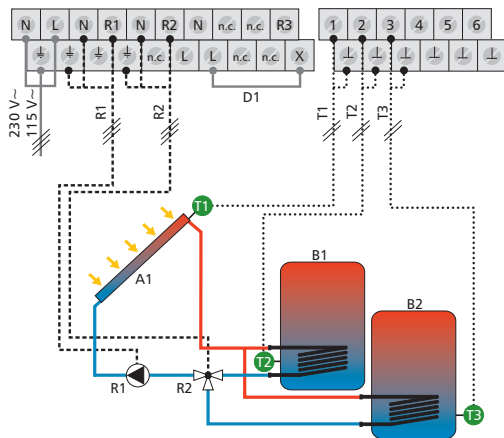 N L N R1 N R2 N n.c. n.c. R3
1 2 3 4 5 6
n.c. L L n.c. n.c. X
D1
230 V~
115 V~
R1
R2
T1
T2
T3
T1
A1
B1
B2
T2
T3
R1
R2